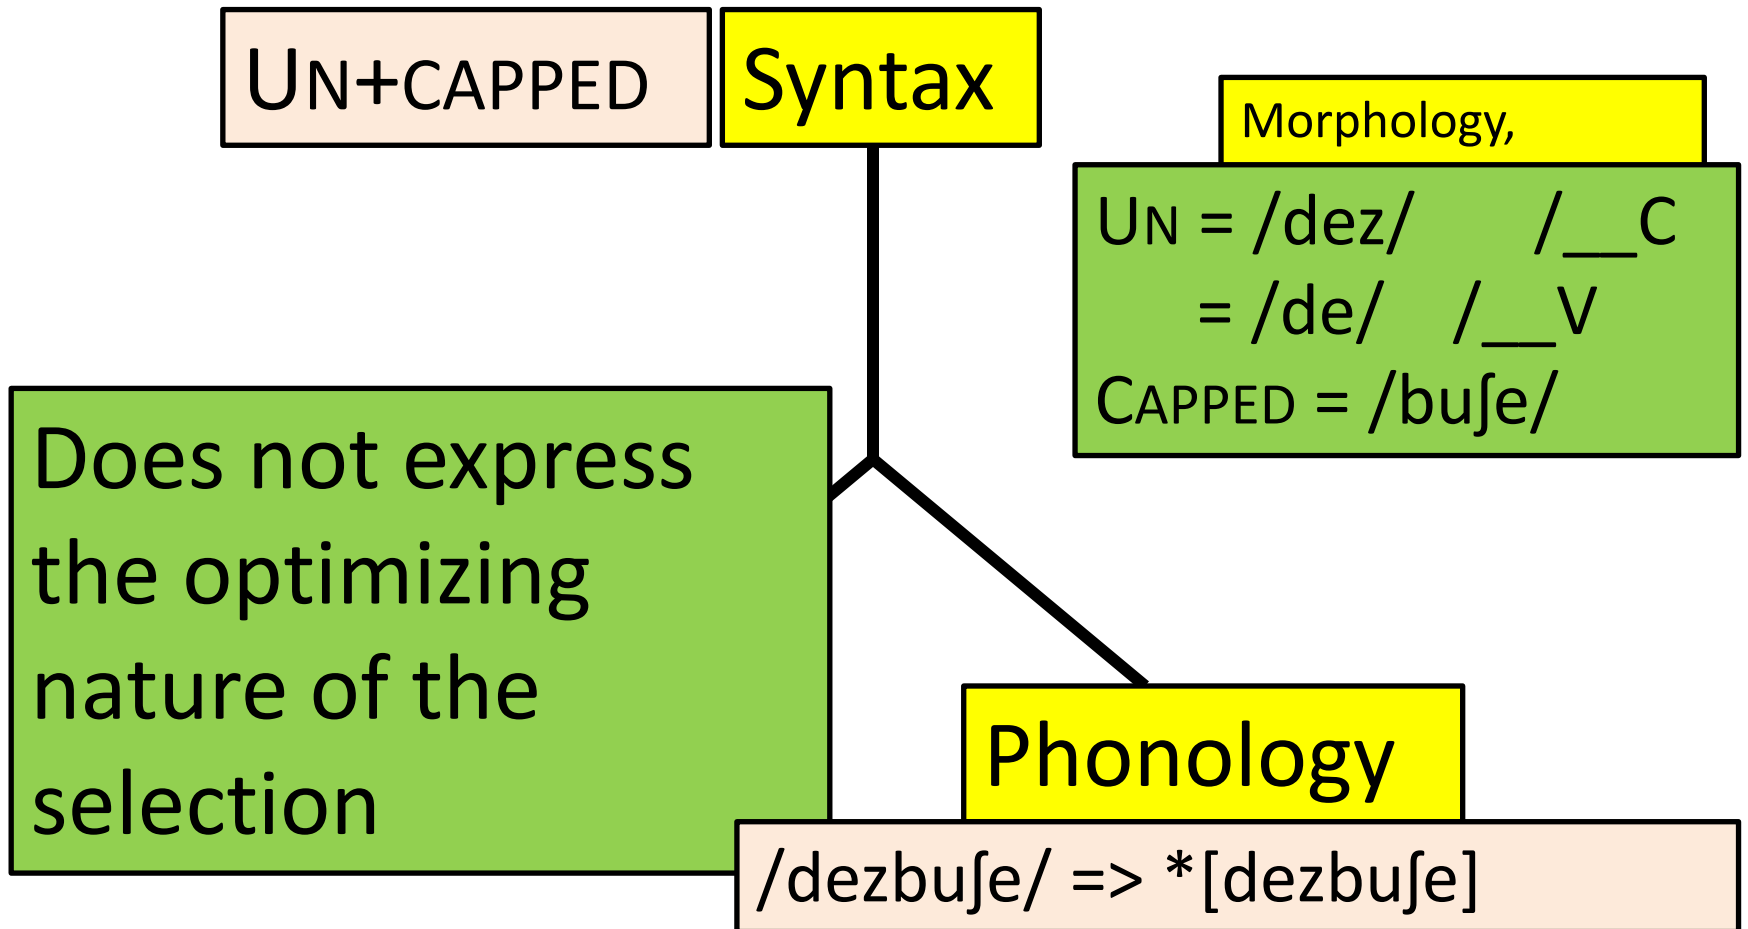 UN+CAPPED
Syntax
Morphology,
UN = /dez/ /__C
= /de/ /__V
CAPPED = /buʃe/
Does not express
the optimizing
nature of the
selection
Phonology
/dezbuʃe/ => *[dezbuʃe]